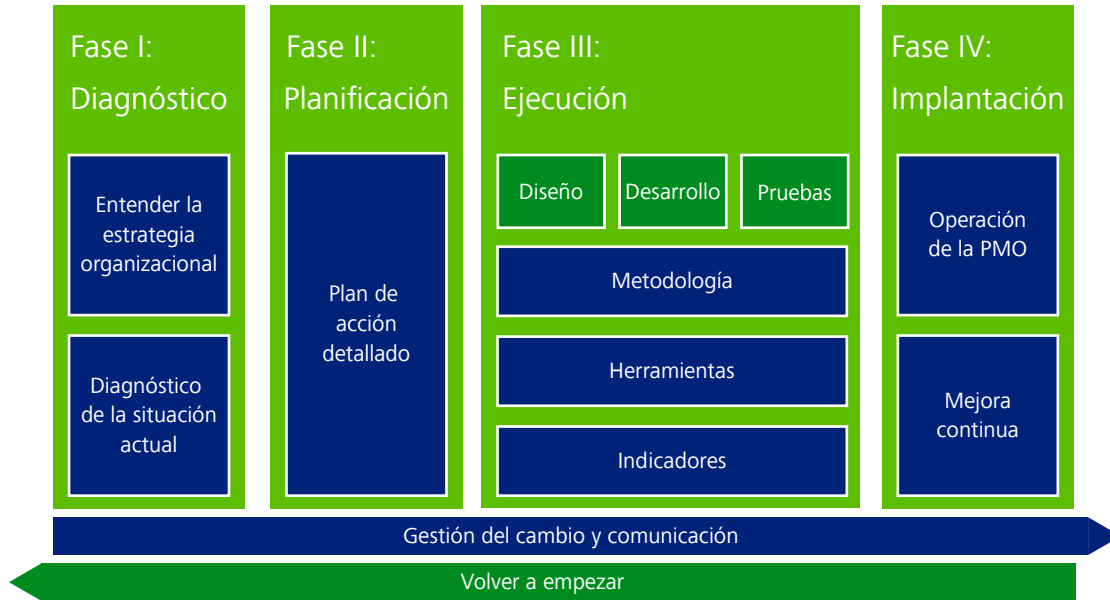 Fase I:
Diagnóstico
Entender la
estrategia
organizacional
Diagnóstico
de la situación
actual
Fase II:
Planificación
Plan de
acción
detallado
Fase III:
Ejecución
Diseño
Desarrollo
Pruebas
Metodología
Herramientas
Indicadores
Fase IV:
Implantación
Operación
de la PMO
Mejora
continua
Gestión del cambio y comunicación
Volver a empezar